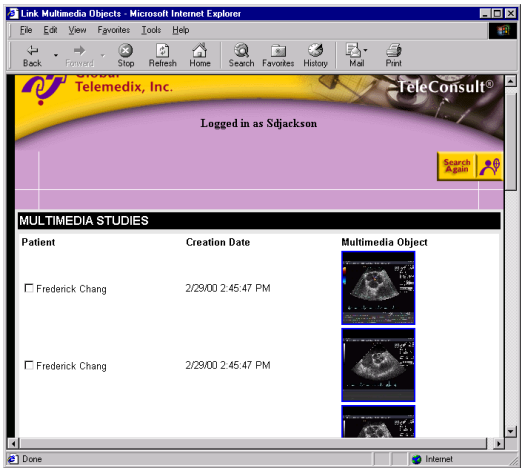 Link Multimedia Objects - Microsoft Internet Explorer
File Edit View Favorites Tools Help
Back Forward Stop Refresh Home Search Favorites History Mail Print
Global
Telemedix, Inc.
TeleConsult®
Logged in as Sdjackson
Search
Again
MULTIMEDIA STUDIES
Patient Creation Date Multimedia Object
Frederick Chang 2/29/00 2:45:47 PM
Frederick Chang 2/29/00 2:45:47 PM
Done Internet